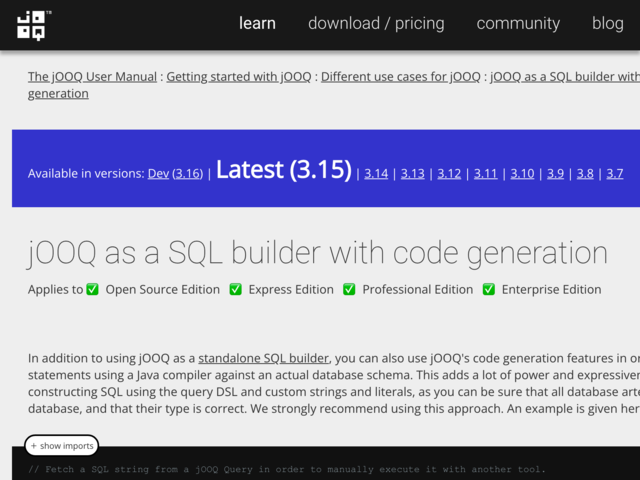 jOOQ™
learn download / pricing community blog
The jOOQ User Manual : Getting started with jOOQ : Different use cases for jOOQ : jOOQ as a SQL builder with
generation
Available in versions: Dev (3.16) | Latest (3.15) | 3.14 | 3.13 | 3.12 | 3.11 | 3.10 | 3.9 | 3.8 | 3.7
jOOQ as a SQL builder with code generation
Applies to ✅ Open Source Edition ✅ Express Edition ✅ Professional Edition ✅ Enterprise Edition
In addition to using jOOQ as a standalone SQL builder, you can also use jOOQ's code generation features in
statements using a Java compiler against an actual database schema. This adds a lot of power and
constructing SQL using the query DSL and custom strings and literals, as you can be sure that all database
database, and that their type is correct. We strongly recommend using this approach. An example is given
+ show imports
// Fetch a SQL string from a jOOQ Query in order to manually execute it with another tool.